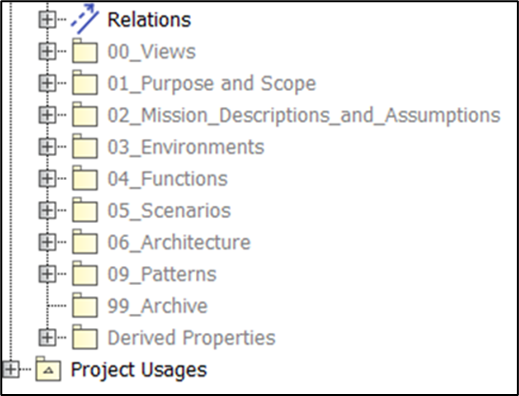 Relations
00_Views
01_Purpose and Scope
02_Mission_Descriptions_and_Assumptions
03_Environments
04_Functions
05_Scenarios
06_Architecture
09_Patterns
99_Archive
Derived Properties
Project Usages